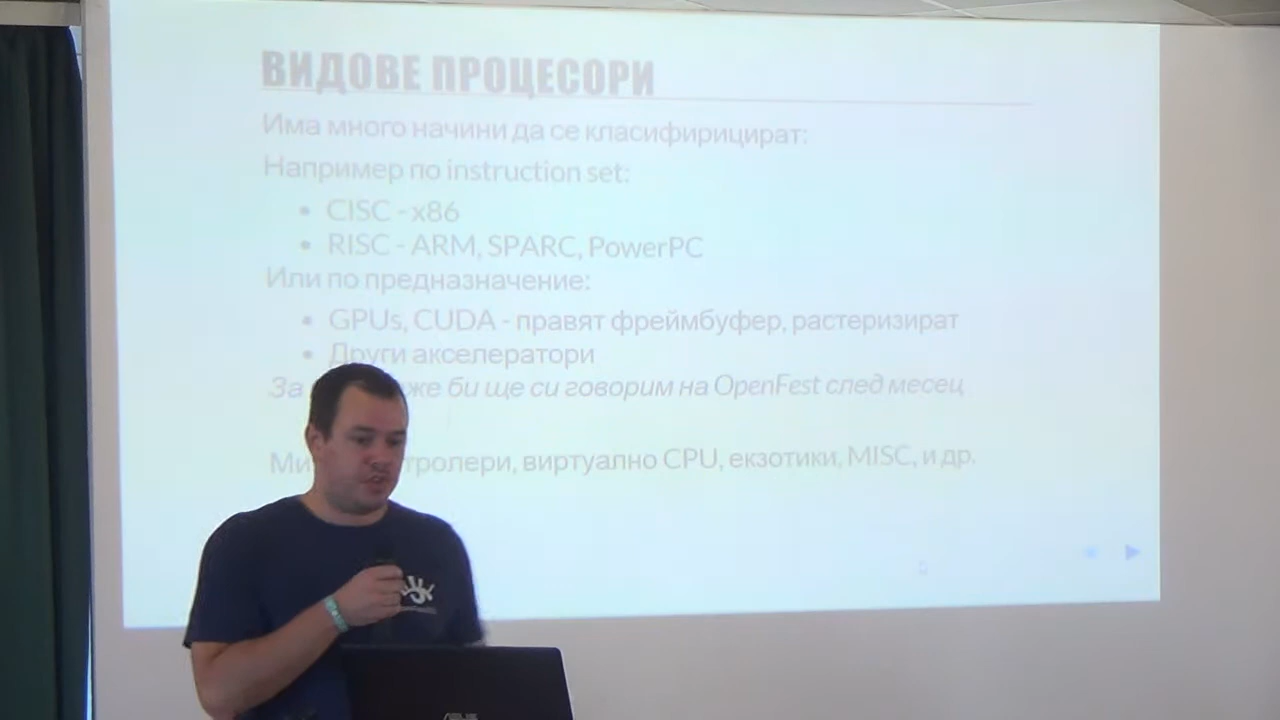 ВИДОВЕ ПРОЦЕСОРИ
Има много начини да се класифирицират:
Например по instruction set:
CISC - x86
RISC - ARM, SPARC, PowerPC
Или по предназначение:
GPUs, CUDA - правят фреймбуфер, растеризират
Други акселератори
За би ще си говорим на OpenFest след месец
виртуално CPU, екзотики, MISC, и др.
ASUS